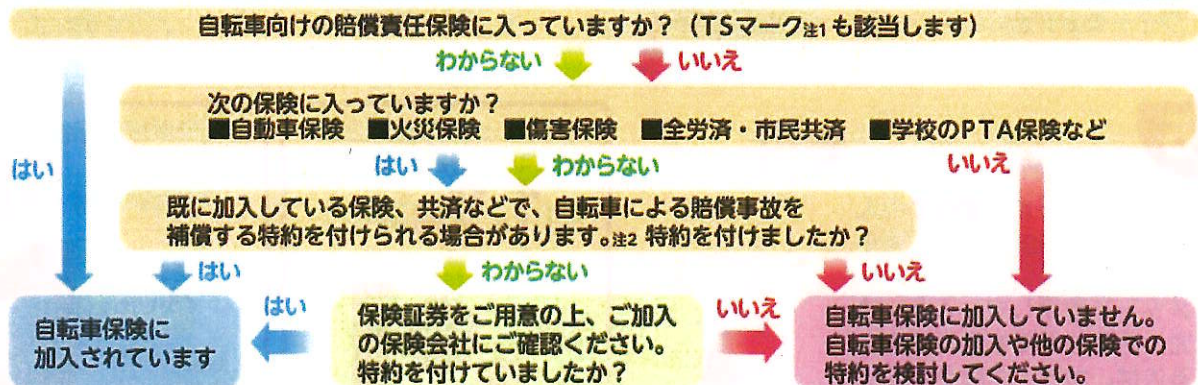 自転車向けの賠償責任保険に入っていますか？（TSマーク注1も該当します）
わからない いいえ
次の保険に入っていますか？
■自動車保険 ■火災保険 ■傷害保険 ■全労済・市民共済 ■学校のPTA保険など
はい はい わからない いいえ
既に加入している保険、共済などで、自転車による賠償事故を
補償する特約を付けられる場合があります。注2 特約を付けましたか？
はい わからない いいえ
自転車保険に
加入されています
はい
保険証券をご用意の上、ご加入
の保険会社にご確認ください。
特約を付けていましたか？
いいえ
自転車保険に加入していません。
自転車保険の加入や他の保険での
特約を検討してください。